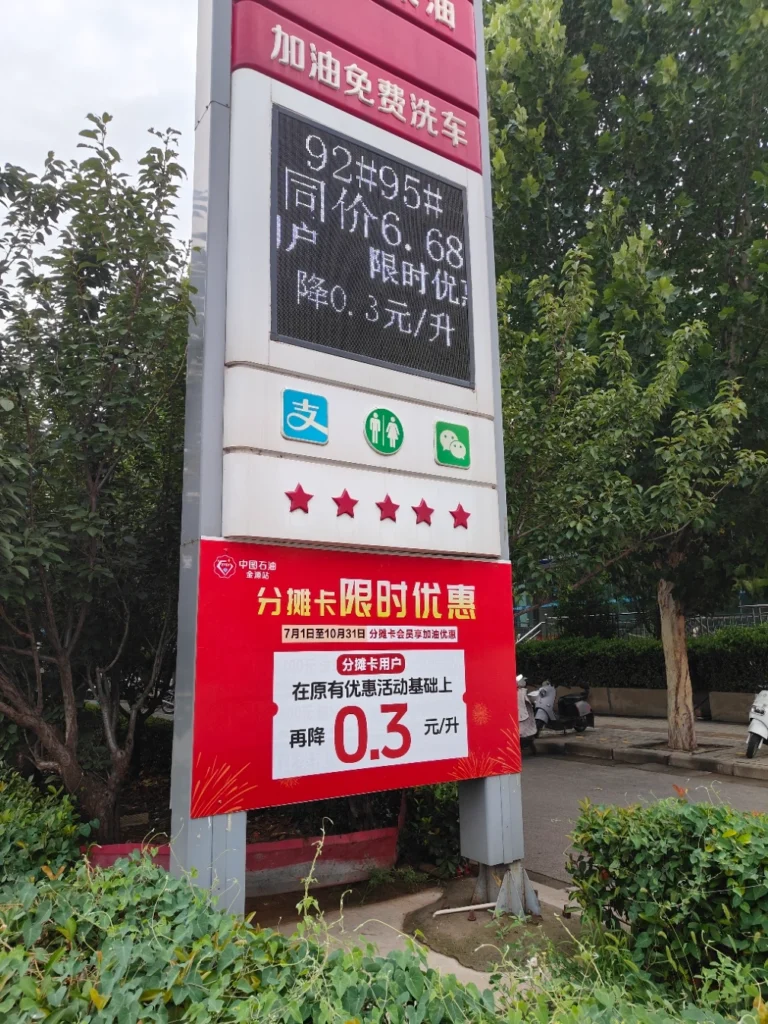 油
加油免费洗车
92#95#
同价6.68
户 限时优
降0.3元/升
支
中国石油
金源站
分摊卡限时优惠
7月1日至10月31日 分摊卡会员享加油优惠
分摊卡用户
在原有优惠活动基础上
再降0.3元/升